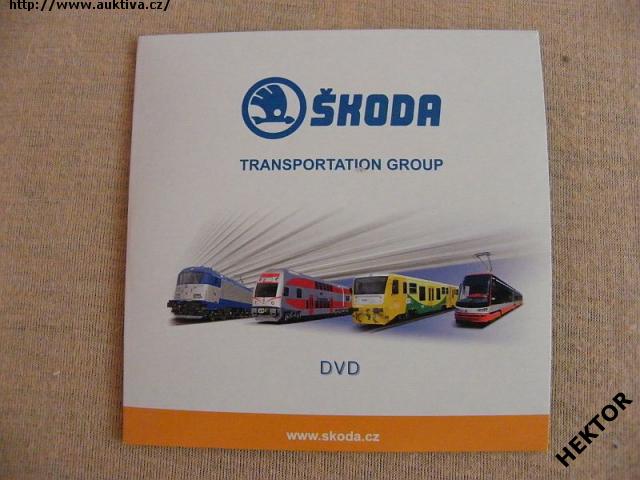 http://www.auktiva.cz/
ŠKODA
TRANSPORTATION GROUP
DVD
www.skoda.cz
HEKTOR